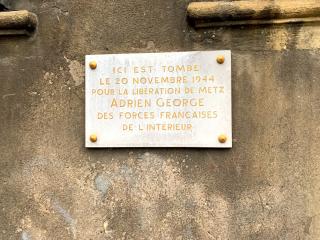 ICI EST TOMBÉ
LE 20 NOVEMBRE 1944
POUR LA LIBÉRATION DE METZ
ADRIEN GEORGE
DES FORCES FRANÇAISES
DE L'INTÉRIEUR